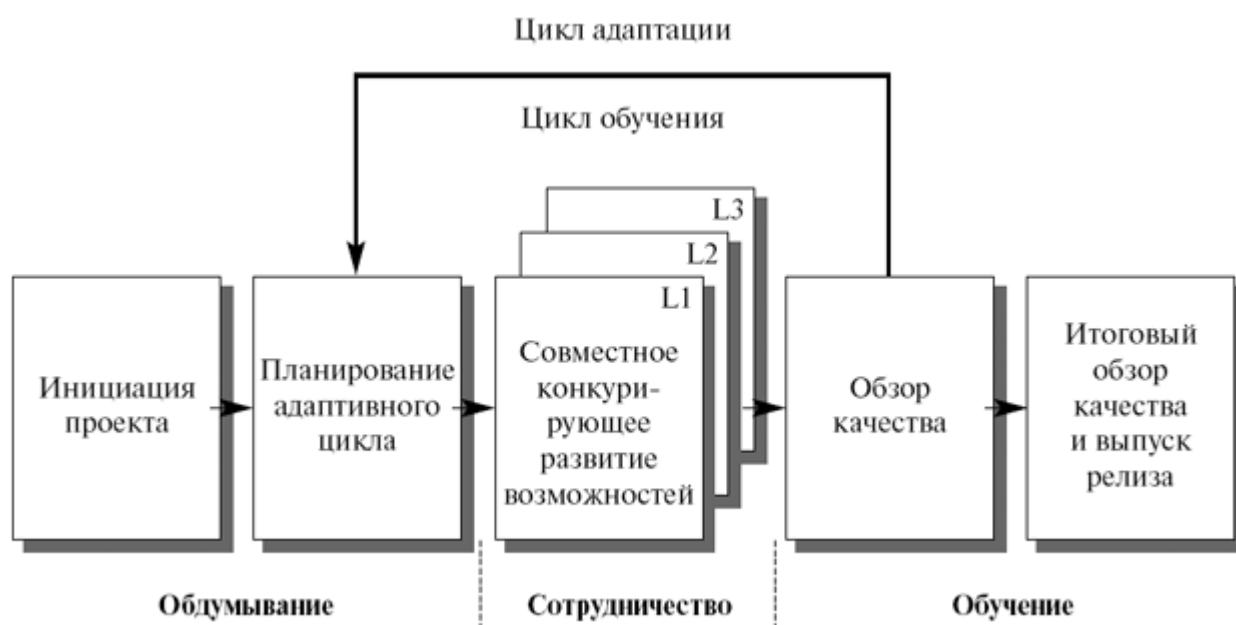 Цикл адаптации
Цикл обучения
L3
L2
L1
Инициация
проекта
Планирование
адаптивного
цикла
Совместное
конкури-
рующее
развитие
возможностей
Обзор
качества
Итоговый
обзор
качества
и выпуск
релиза
Обдумывание
Сотрудничество
Обучение